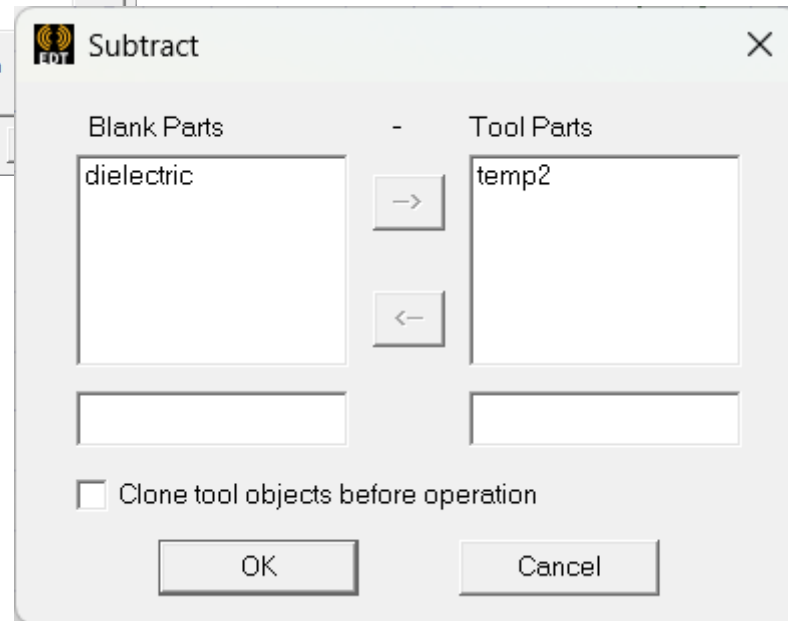 EDT
Subtract
Blank Parts - Tool Parts
dielectric
temp2
-->
<--
Clone tool objects before operation
OK
Cancel